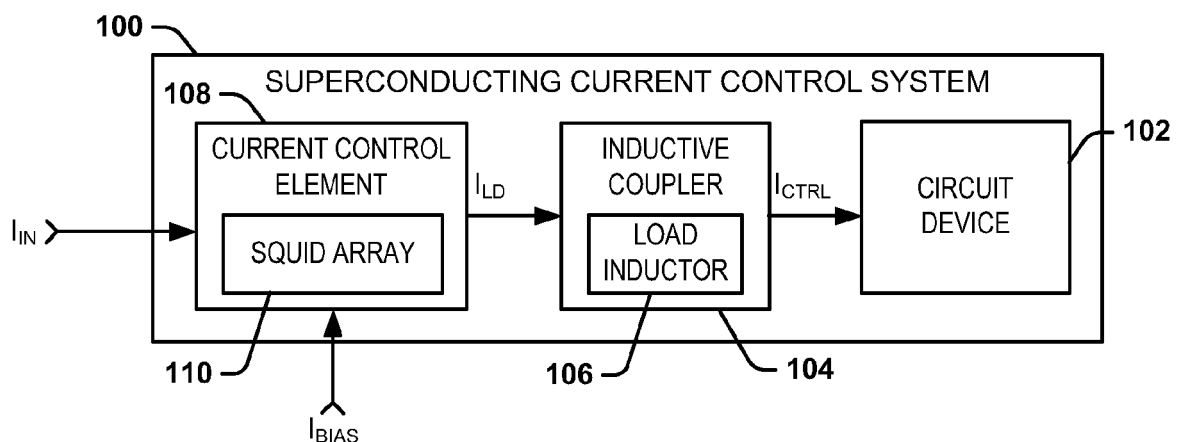 100
SUPERCONDUCTING CURRENT CONTROL SYSTEM
108
102
CURRENT CONTROL
ELEMENT
SQUID ARRAY
INDUCTIVE
COUPLER
LOAD
INDUCTOR
CIRCUIT
DEVICE
I_IN
I_LD
I_CTRL
110
106
104
I_BIAS